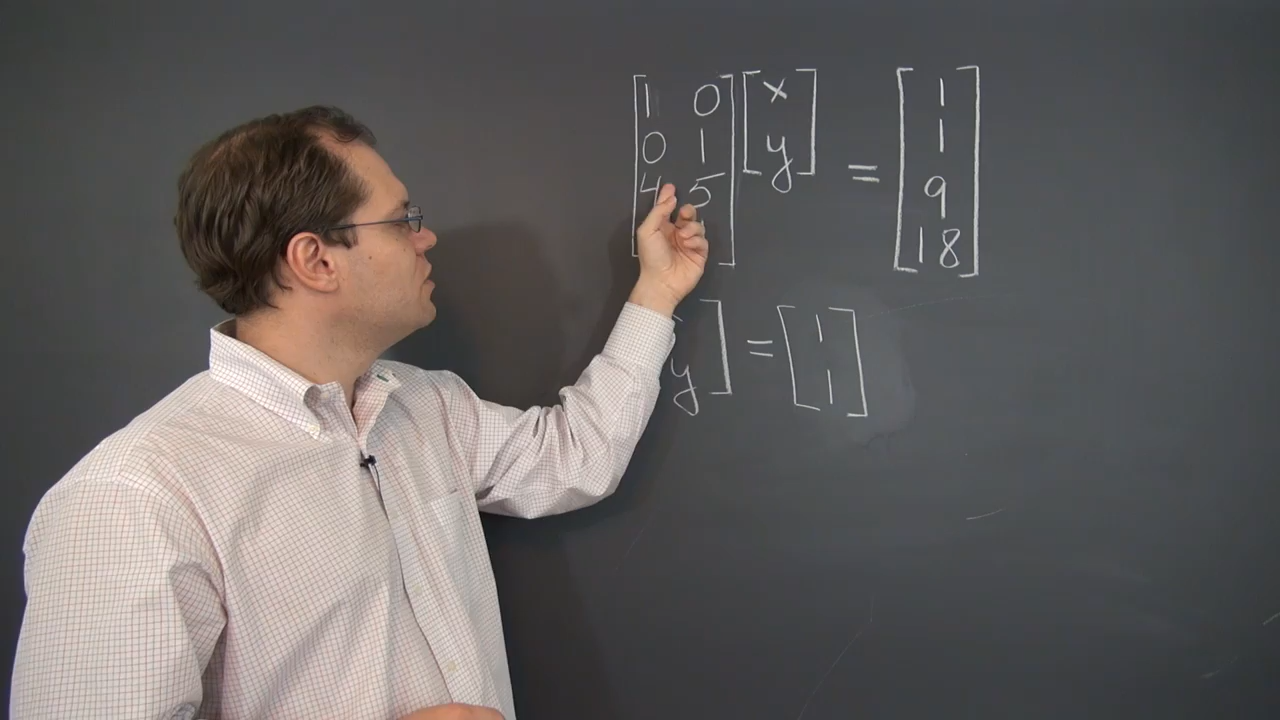 1 0 x 1
0 1 y = 1
4 5 9
18
y = 1
1